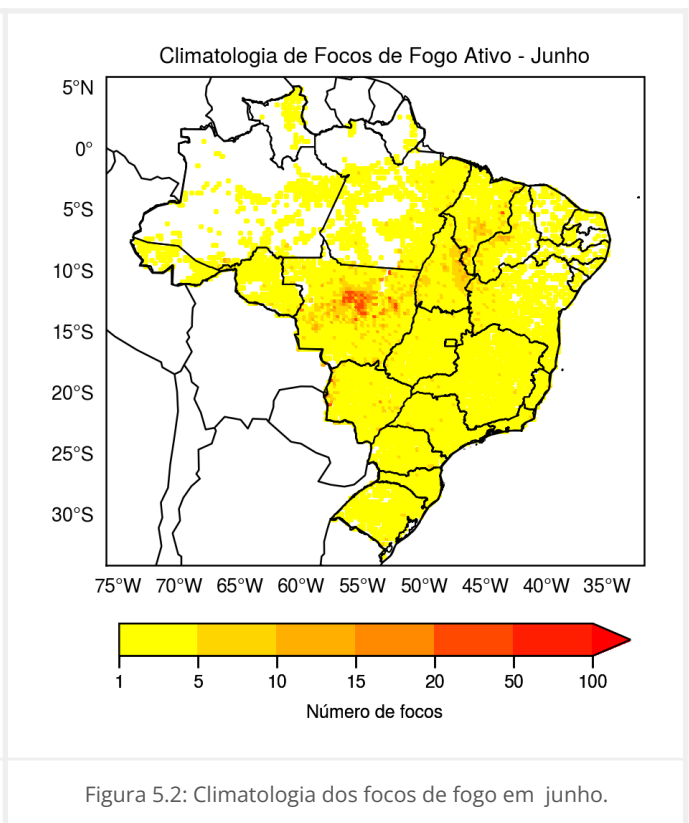 Climatologia de Focos de Fogo Ativo - Junho
5°N
0°
5°S
10°S
15°S
20°S
25°S
30°S
75°W 70°W 65°W 60°W 55°W 50°W 45°W 40°W 35°W
1 5 10 15 20 50 100
Número de focos
Figura 5.2: Climatologia dos focos de fogo em junho.